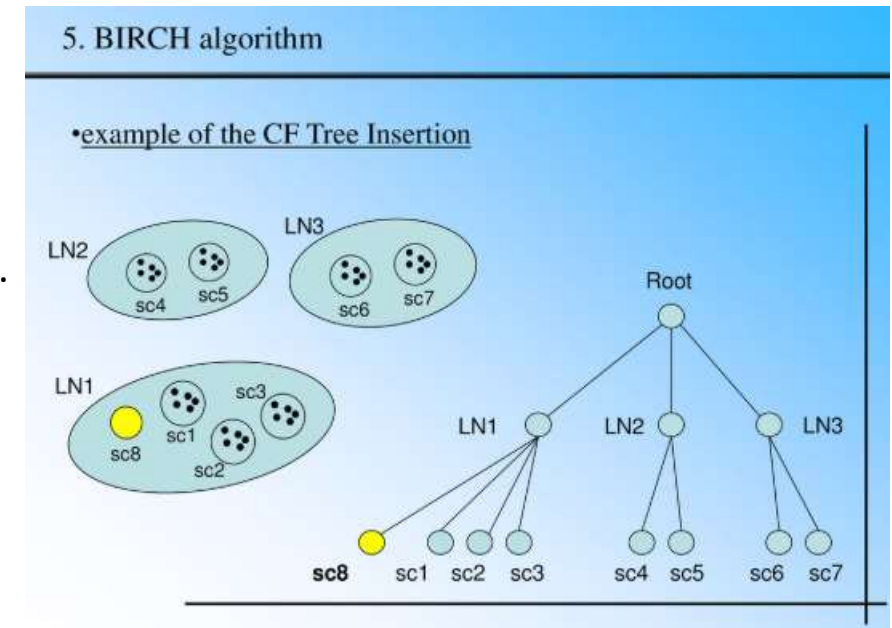 5. BIRCH algorithm
•example of the CF Tree Insertion
LN2
sc4
sc5
LN3
sc6
sc7
LN1
sc8
sc1
sc2
sc3
Root
LN1
LN2
LN3
sc8 sc1 sc2 sc3 sc4 sc5 sc6 sc7